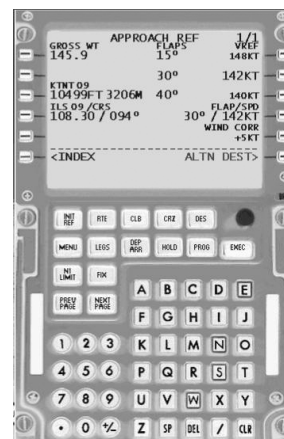 APPROACH REF 1/1
GROSS WT FLAPS VREF
145.9 15° 148KT
30° 142KT
KTNT09
10499FT3206M 40° 140KT
ILS 09/CRS FLAP/SPD
108.30/094° 30°/142KT
WIND CORR
+5KT
<INDEX ALTN DEST>
INIT REF RTE CLB CRZ DES
MENU LEGS DEP ARR HOLD PROG EXEC
N1 LIMIT FIX
PREV PAGE NEXT PAGE
A B C D E
F G H I J
1 2 3 K L M N O
4 5 6 P Q R S T
7 8 9 U V W X Y
. 0 +/- Z SP DEL / CLR